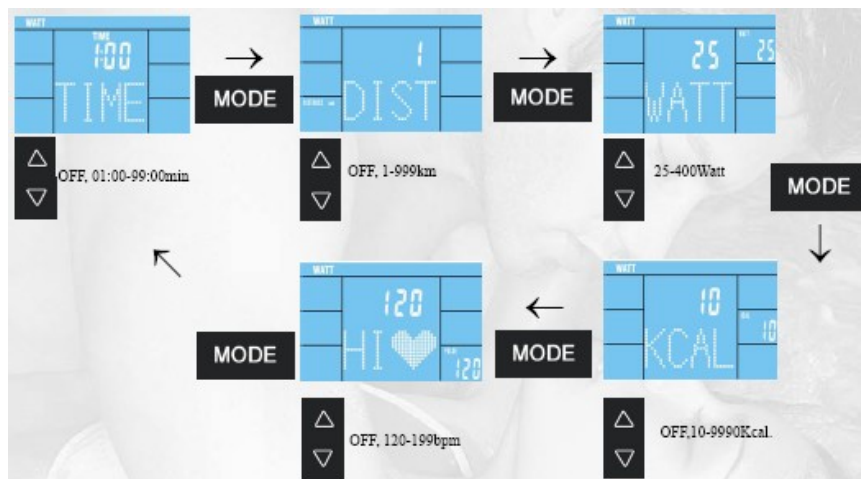 WATT
TIME
1:00
TIME
MODE
OFF, 01:00-99:00min
WATT
1
DIST
MODE
OFF, 1-999km
WATT
25
WATT
25
WATT
25-400Watt
MODE
WATT
10
10
KCAL
OFF,10-9990Kcal.
MODE
WATT
120
HI
PULSE
120
OFF, 120-199bpm
MODE